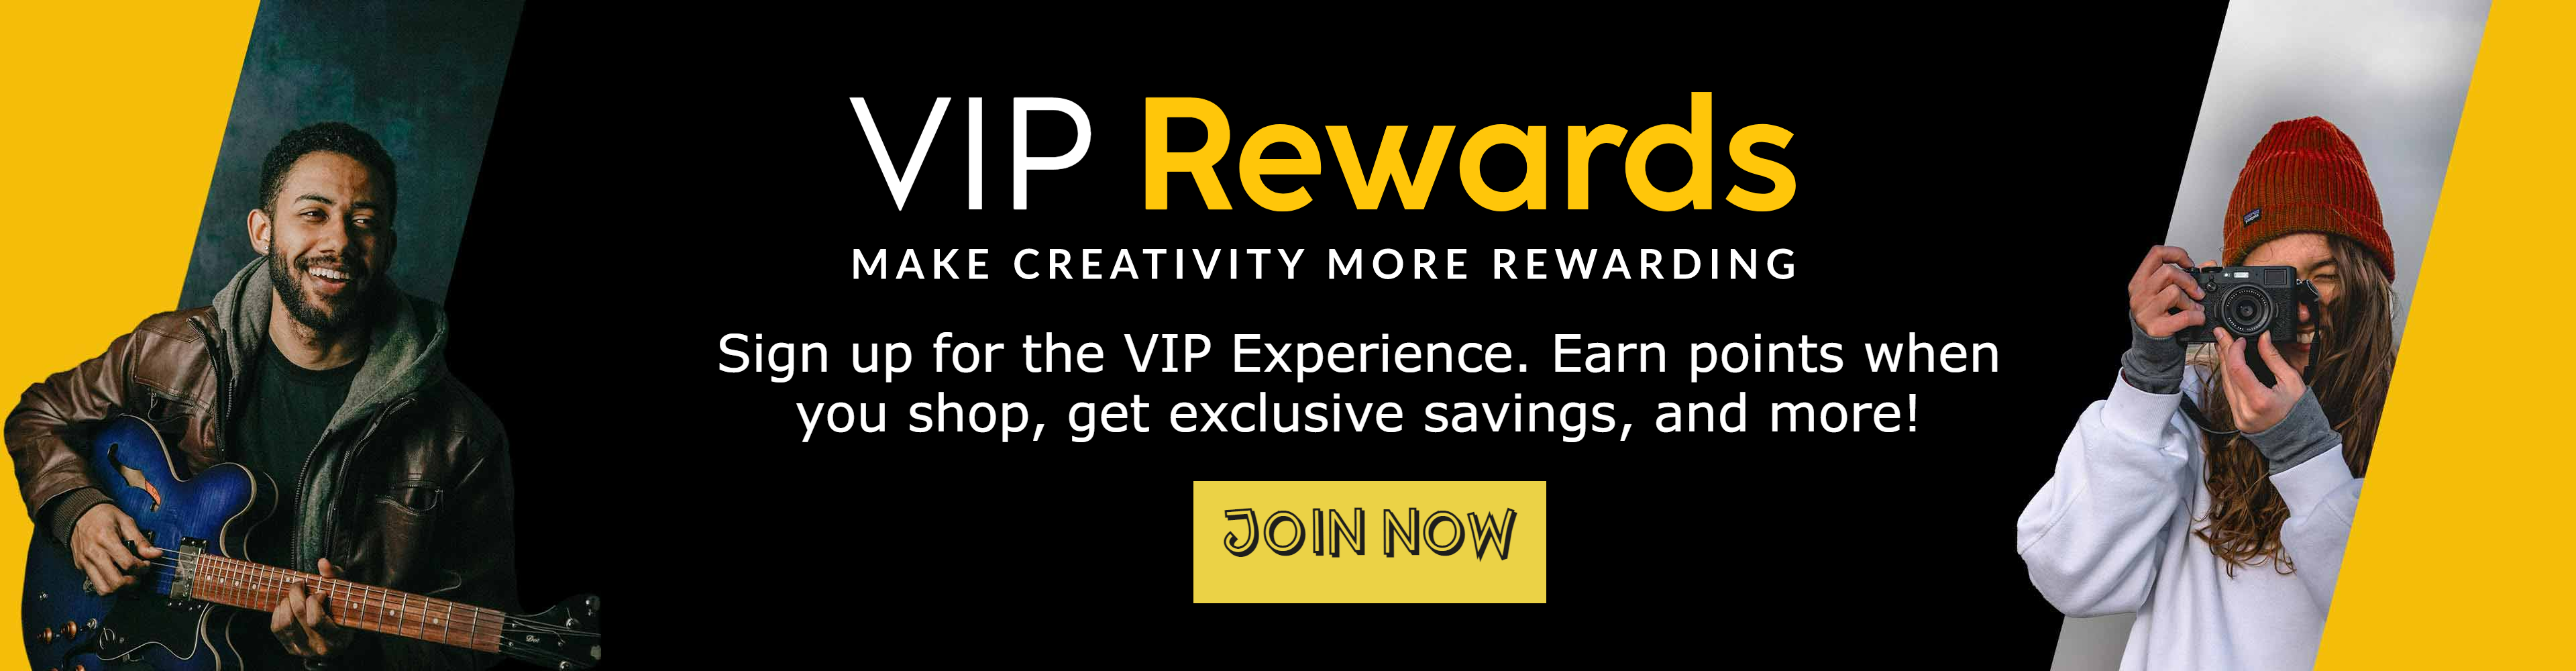 VIP Rewards
MAKE CREATIVITY MORE REWARDING
Sign up for the VIP Experience. Earn points when
you shop, get exclusive savings, and more!
JOIN NOW